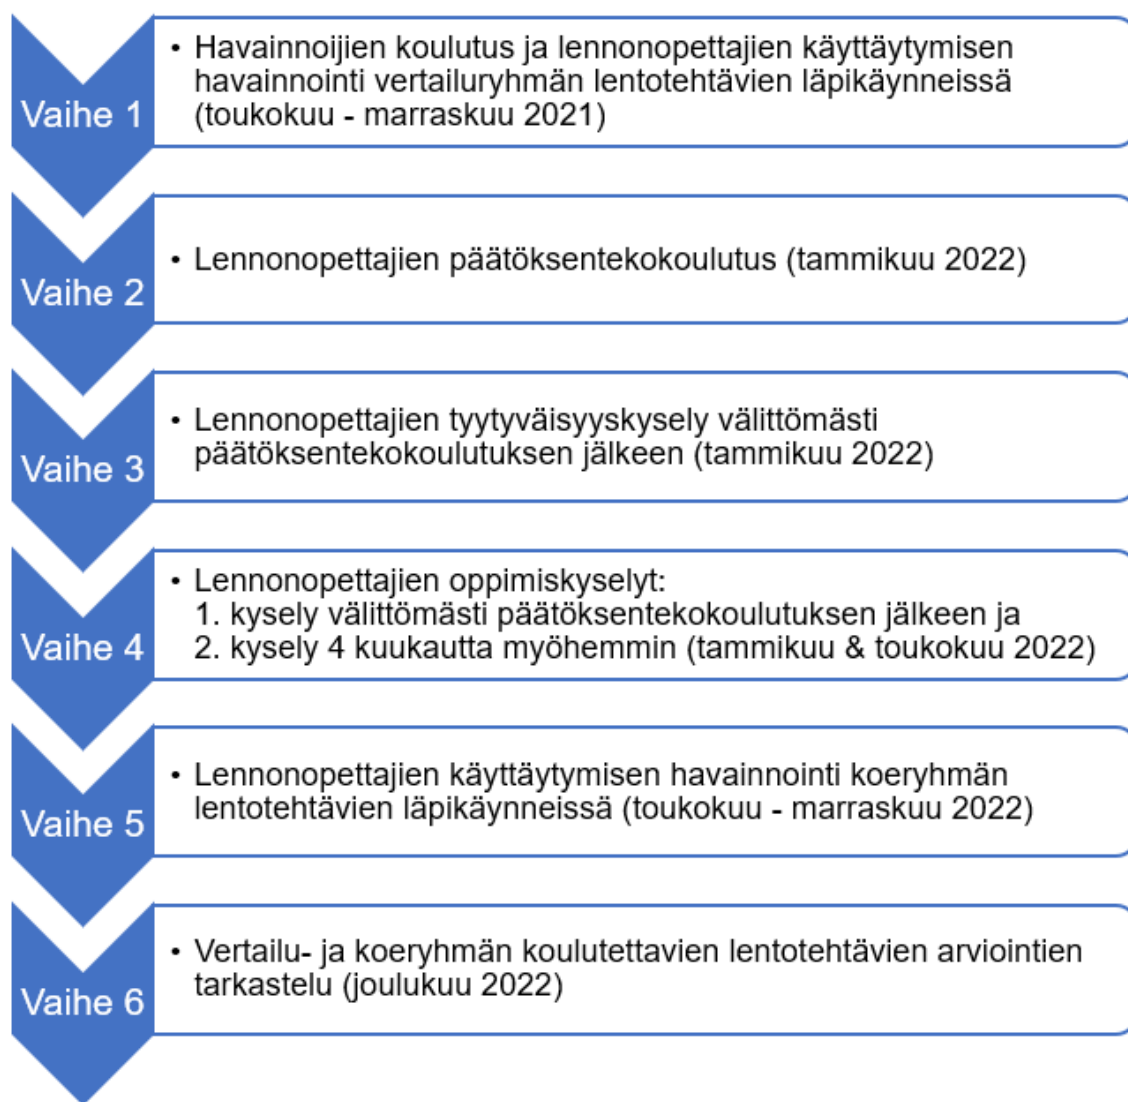 Vaihe 1
• Havainnoijien koulutus ja lennonopettajien käyttäytymisen
havainnointi vertailuryhmän lentotehtävien läpikäynneissä
(toukokuu - marraskuu 2021)
Vaihe 2
• Lennonopettajien päätöksentekokoulutus (tammikuu 2022)
Vaihe 3
• Lennonopettajien tyytyväisyyskysely välittömästi
päätöksentekokoulutuksen jälkeen (tammikuu 2022)
Vaihe 4
• Lennonopettajien oppimiskyselyt:
1. kysely välittömästi päätöksentekokoulutuksen jälkeen ja
2. kysely 4 kuukautta myöhemmin (tammikuu & toukokuu 2022)
Vaihe 5
• Lennonopettajien käyttäytymisen havainnointi koeryhmän
lentotehtävien läpikäynneissä (toukokuu - marraskuu 2022)
Vaihe 6
• Vertailu- ja koeryhmän koulutettavien lentotehtävien arviointien
tarkastelu (joulukuu 2022)